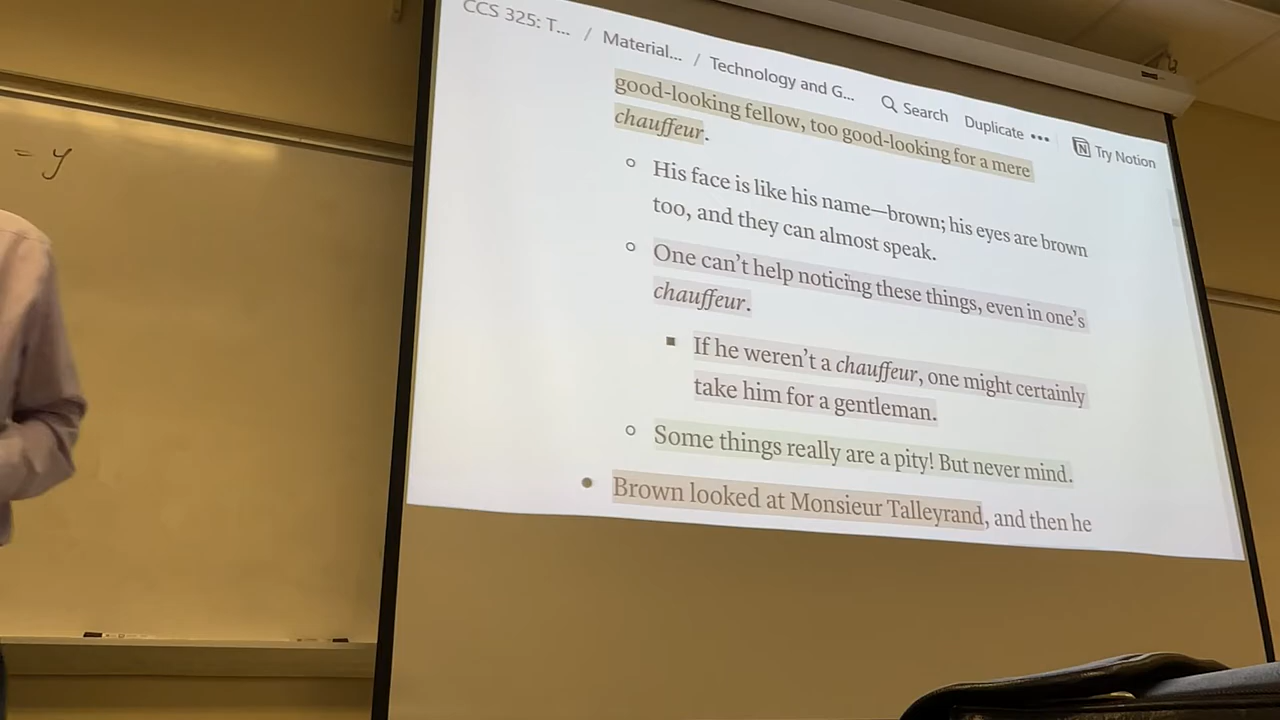 = y
CCS 325: T... / Material... / Technology and G... Search Duplicate ••• Try Notion
good-looking fellow, too good-looking for a mere
chauffeur.
His face is like his name—brown; his eyes are brown
too, and they can almost speak.
One can't help noticing these things, even in one's
chauffeur.
If he weren't a chauffeur, one might certainly
take him for a gentleman.
Some things really are a pity! But never mind.
Brown looked at Monsieur Talleyrand, and then he